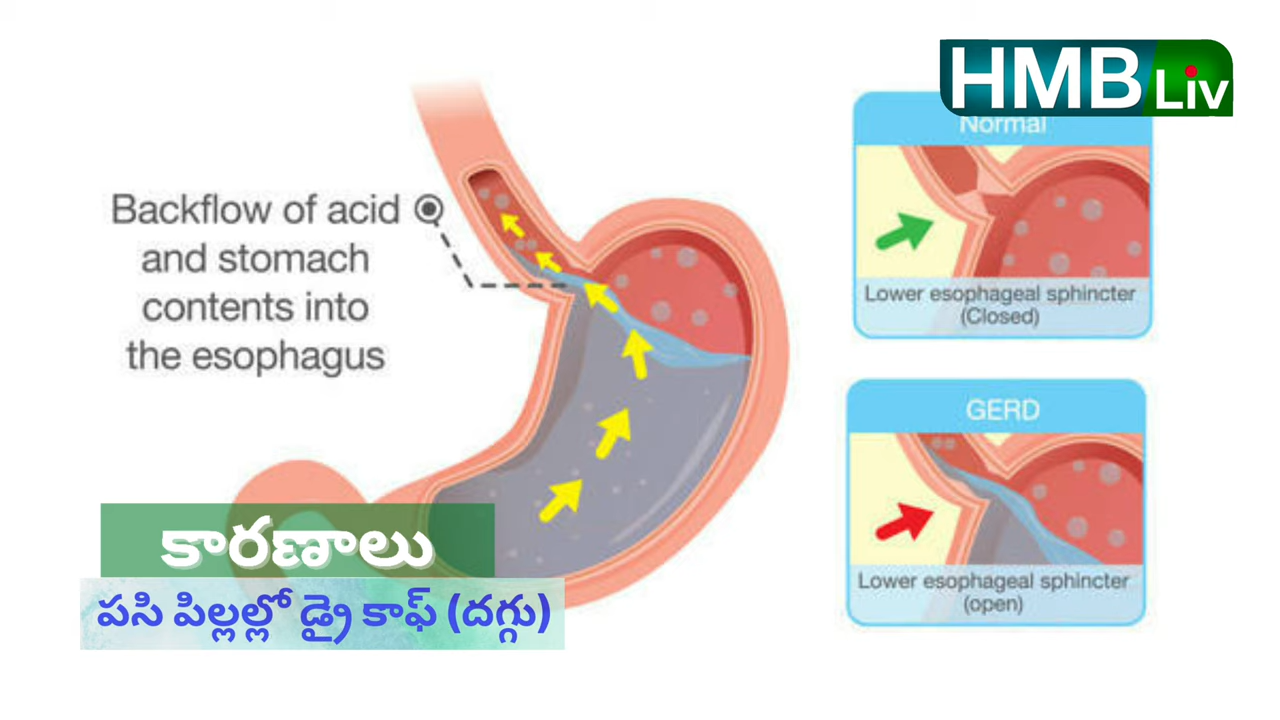 HMB Liv
Normal
Backflow of acid
and stomach
contents into
the esophagus
Lower esophageal sphincter
(Closed)
GERD
Lower esophageal sphincter
(open)
కారణాలు
పసి పిల్లల్లో డ్రై కాఫ్ (దగ్గు)